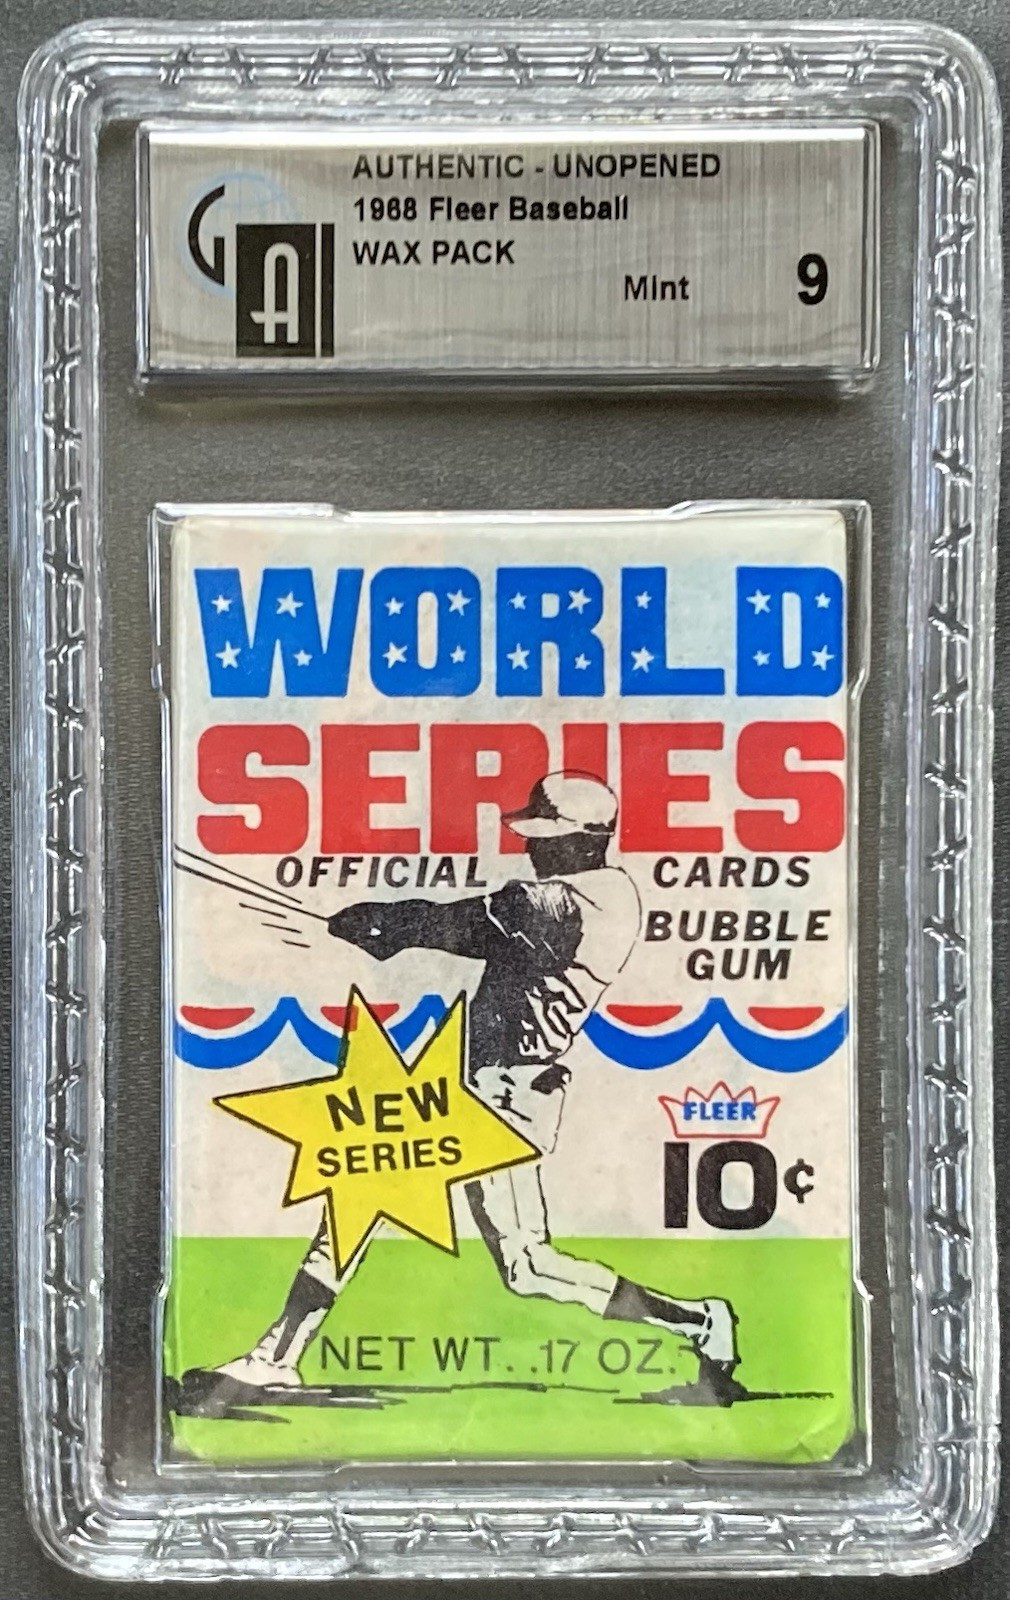 GA
AUTHENTIC - UNOPENED
1968 Fleer Baseball
WAX PACK
Mint 9
WORLD
SERIES
OFFICIAL CARDS
BUBBLE
GUM
NEW
SERIES
FLEER
10¢
NET WT. .17 OZ.